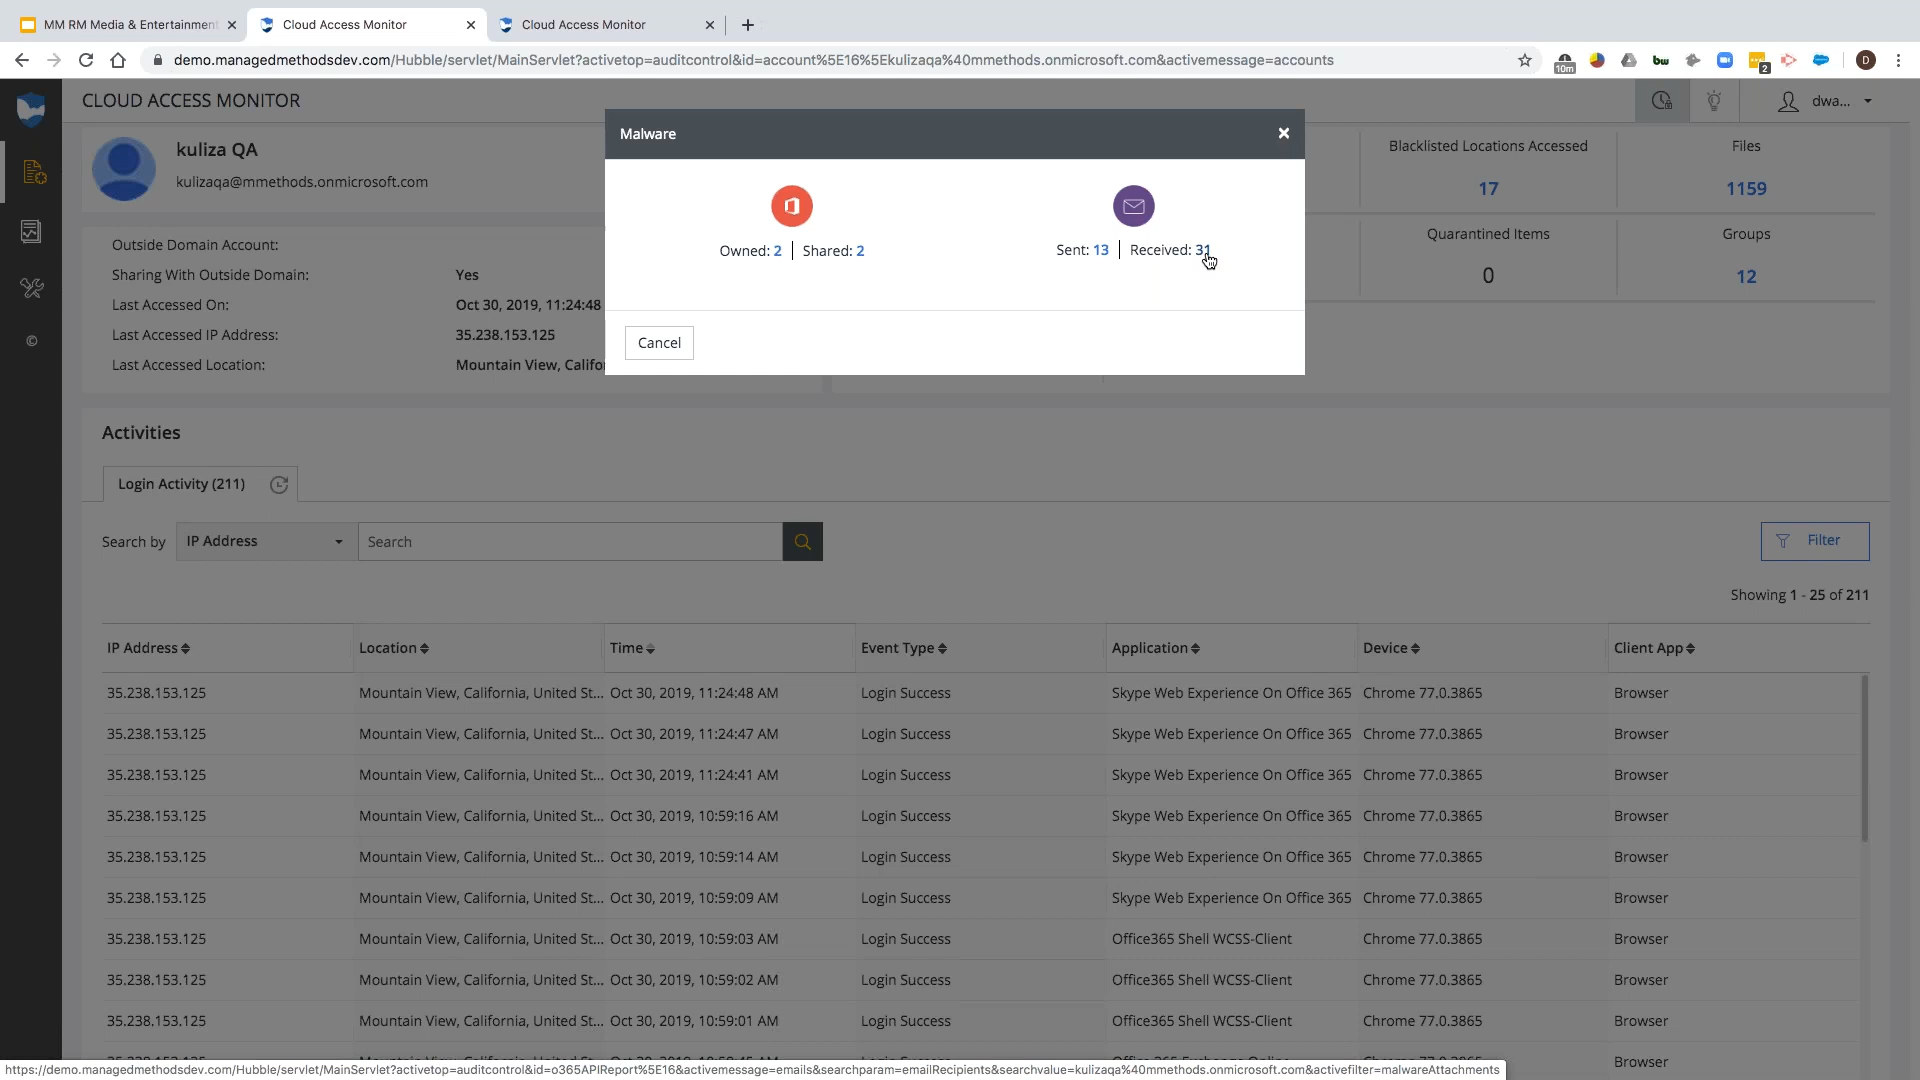 MM RM Media & Entertainment
Cloud Access Monitor
Cloud Access Monitor
demo.managedmethodsdev.com/Hubble/servlet/MainServlet?activetop=auditcontrol&id=account%5E16%5Ekulizaqa%40mmethods.onmicrosoft.com&activemessage=accounts
10m
bw
2
D
CLOUD ACCESS MONITOR
dwa...
kuliza QA
kulizaqa@mmethods.onmicrosoft.com
Malware
Owned: 2 | Shared: 2
Sent: 13 | Received: 31
Cancel
Blacklisted Locations Accessed
17
Files
1159
Quarantined Items
0
Groups
12
Outside Domain Account:
Sharing With Outside Domain: Yes
Last Accessed On: Oct 30, 2019, 11:24:48
Last Accessed IP Address: 35.238.153.125
Last Accessed Location: Mountain View, Califo
©
Activities
Login Activity (211)
Search by IP Address Search
Filter
Showing 1 - 25 of 211
IP Address Location Time Event Type Application Device Client App
35.238.153.125 Mountain View, California, United St... Oct 30, 2019, 11:24:48 AM Login Success Skype Web Experience On Office 365 Chrome 77.0.3865 Browser
35.238.153.125 Mountain View, California, United St... Oct 30, 2019, 11:24:47 AM Login Success Skype Web Experience On Office 365 Chrome 77.0.3865 Browser
35.238.153.125 Mountain View, California, United St... Oct 30, 2019, 11:24:41 AM Login Success Skype Web Experience On Office 365 Chrome 77.0.3865 Browser
35.238.153.125 Mountain View, California, United St... Oct 30, 2019, 10:59:16 AM Login Success Skype Web Experience On Office 365 Chrome 77.0.3865 Browser
35.238.153.125 Mountain View, California, United St... Oct 30, 2019, 10:59:14 AM Login Success Skype Web Experience On Office 365 Chrome 77.0.3865 Browser
35.238.153.125 Mountain View, California, United St... Oct 30, 2019, 10:59:09 AM Login Success Skype Web Experience On Office 365 Chrome 77.0.3865 Browser
35.238.153.125 Mountain View, California, United St... Oct 30, 2019, 10:59:03 AM Login Success Office365 Shell WCSS-Client Chrome 77.0.3865 Browser
35.238.153.125 Mountain View, California, United St... Oct 30, 2019, 10:59:02 AM Login Success Office365 Shell WCSS-Client Chrome 77.0.3865 Browser
35.238.153.125 Mountain View, California, United St... Oct 30, 2019, 10:59:01 AM Login Success Office365 Shell WCSS-Client Chrome 77.0.3865 Browser
Browser
https://demo.managedmethodsdev.com/Hubble/servlet/MainServlet?activetop=auditcontrol&id=o365APIReport%5E16&activemessage=emails&searchparam=emailRecipients&searchvalue=kulizaqa%40mmethods.onmicrosoft.com&activefilter=malwareAttachments